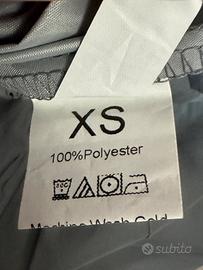 XS
100%Polyester
Machine Wash Cold
subito